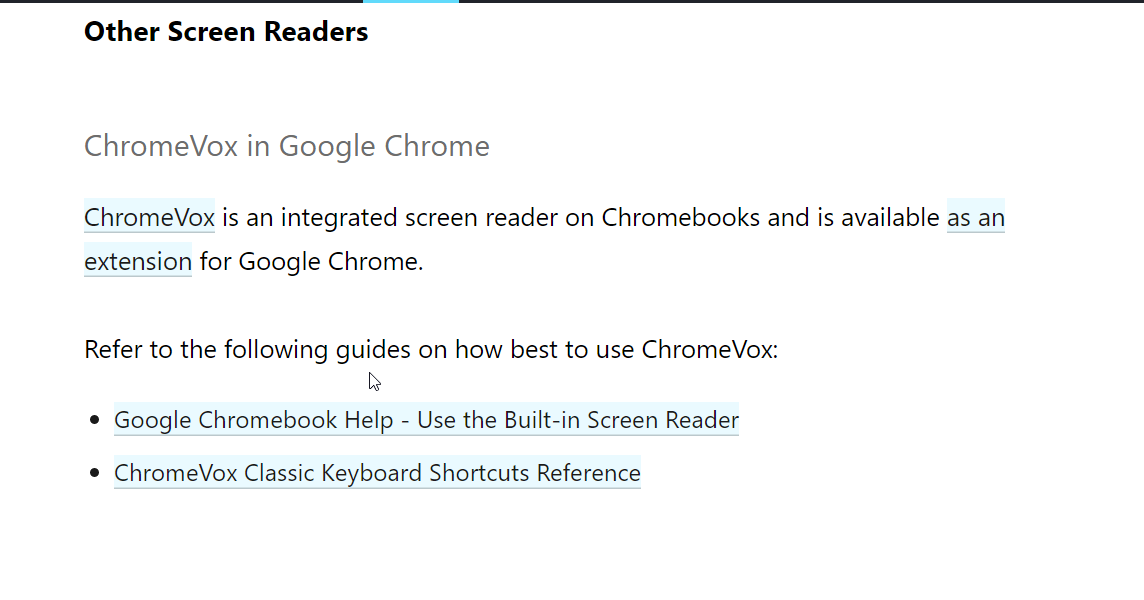 Other Screen Readers
ChromeVox in Google Chrome
ChromeVox is an integrated screen reader on Chromebooks and is available as an
extension for Google Chrome.
Refer to the following guides on how best to use ChromeVox:
• Google Chromebook Help - Use the Built-in Screen Reader
• ChromeVox Classic Keyboard Shortcuts Reference